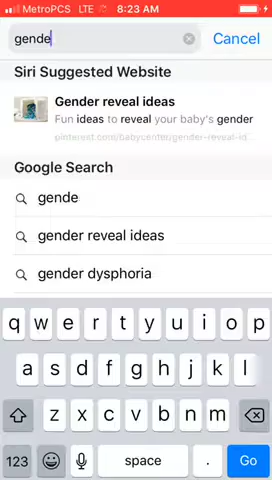 MetroPCS LTE 8:23 AM
gende Cancel
Siri Suggested Website
Gender reveal ideas
Fun ideas to reveal your baby's gender
pinterest.com/babycenter/gender-reveal-id...
Google Search
gende
gender reveal ideas
gender dysphoria
q w e r t y u i o p
a s d f g h j k l
z x c v b n m
123 space . Go